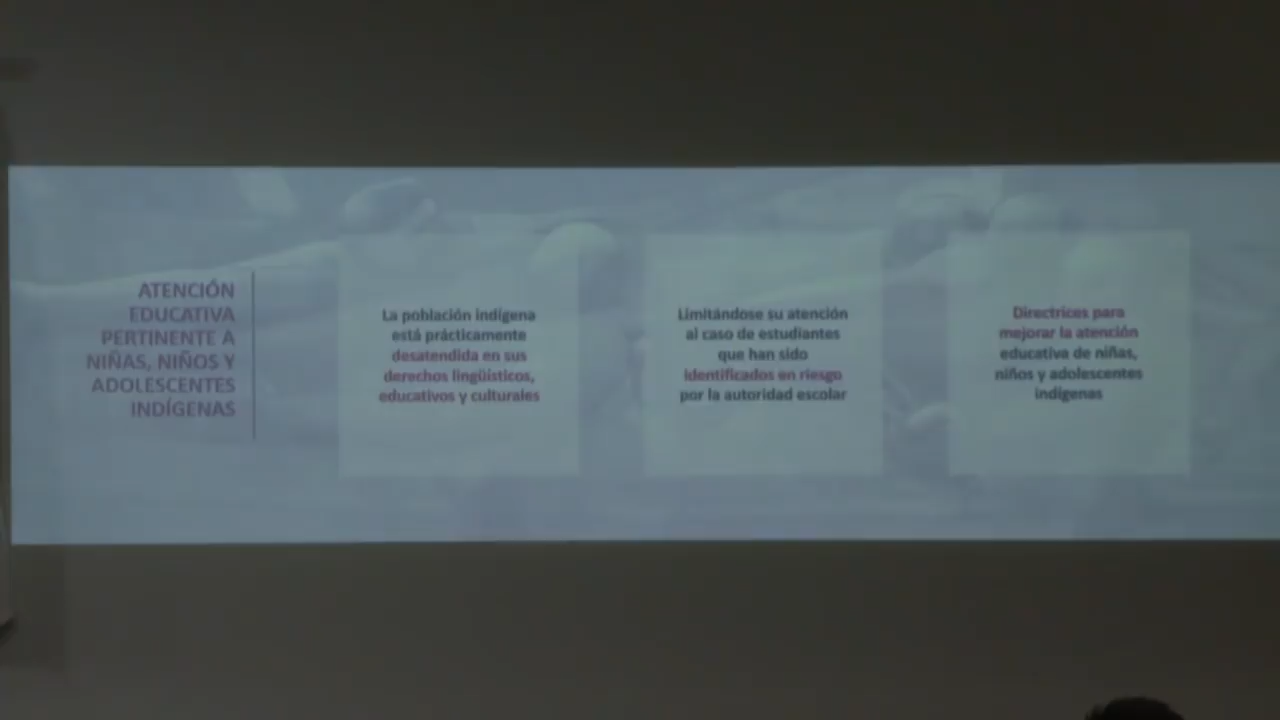 ATENCIÓN
EDUCATIVA
PERTINENTE A
NIÑAS, NIÑOS Y
ADOLESCENTES
INDÍGENAS
La población indígena
está prácticamente
desatendida en sus
derechos lingüísticos,
educativos y culturales
Limitándose su atención
al caso de estudiantes
que han sido
identificados en riesgo
por la autoridad escolar
Directrices para
mejorar la atención
educativa de niñas,
niños y adolescentes
indígenas